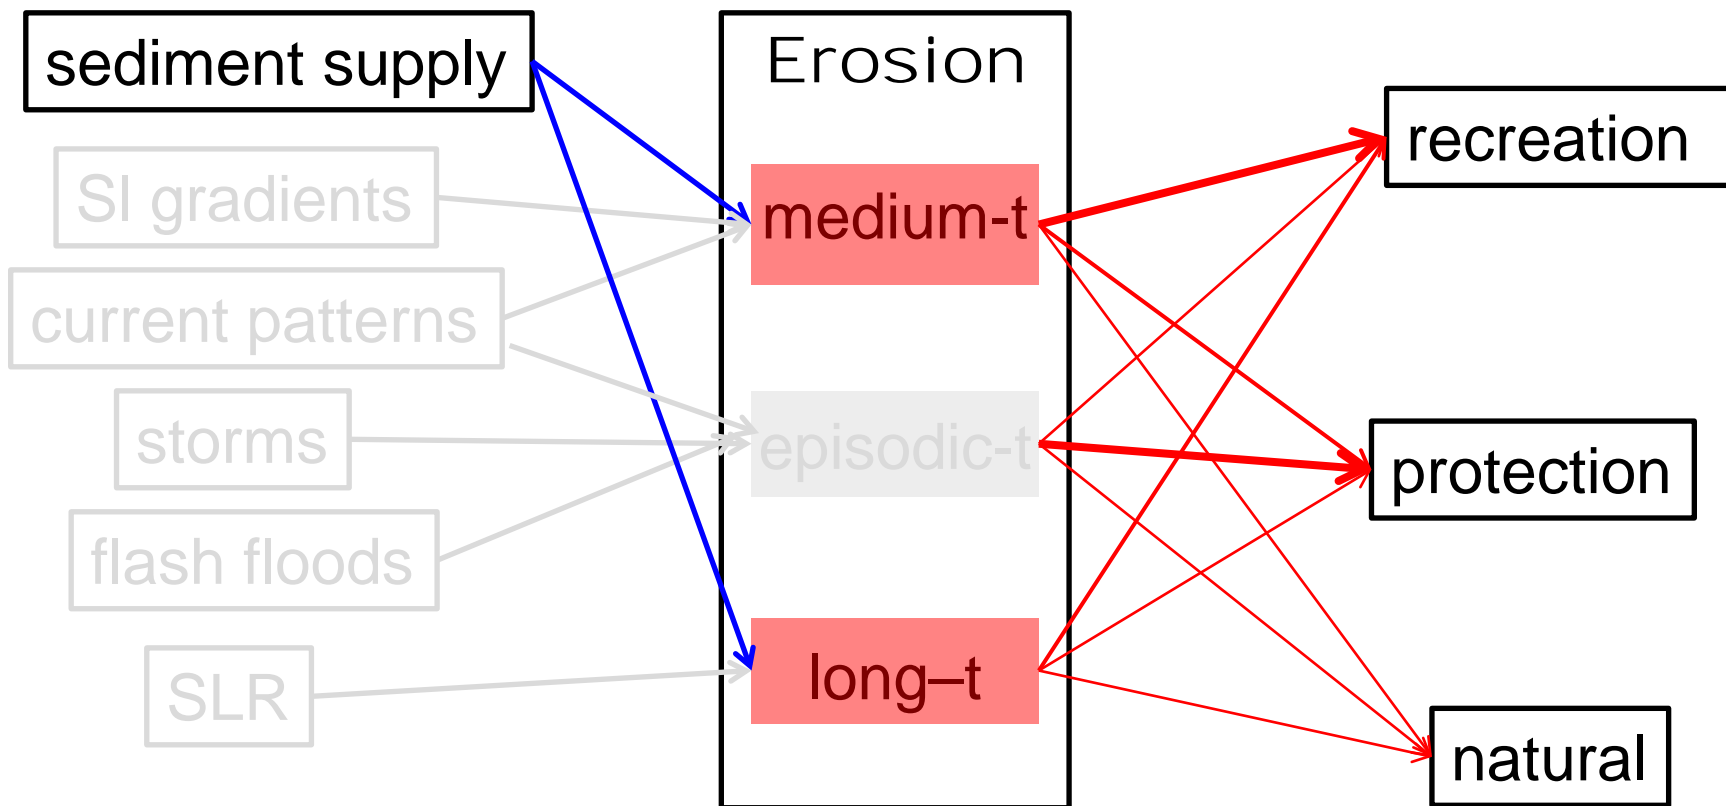 sediment supply
SI gradients
current patterns
storms
flash floods
SLR
Erosion
medium-t
episodic-t
long–t
recreation
protection
natural